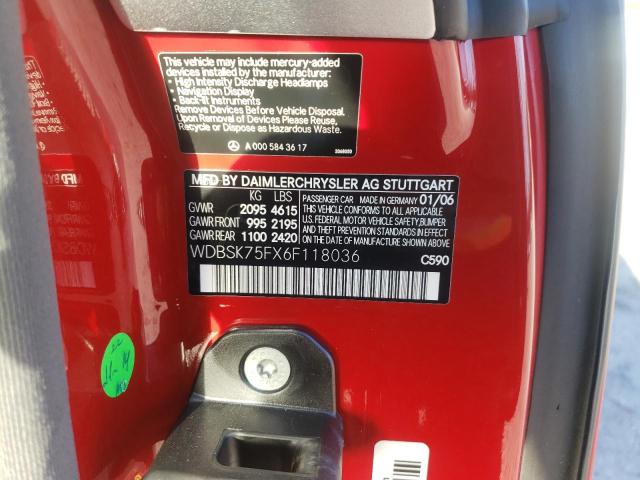 This vehicle may include mercury-added
devices installed by the manufacturer:
• High Intensity Discharge Headlamps
• Navigation Display
• Back-lit Instruments
Remove Devices Before Vehicle Disposal.
Upon Removal of Devices Please Reuse,
Recycle or Dispose as Hazardous Waste.
A 000 584 36 17
MFD BY DAIMLERCHRYSLER AG STUTTGART
KG LBS
GVWR 2095 4615
GAWR FRONT 995 2195
GAWR REAR 1100 2420
PASSENGER CAR 01/06
THIS VEHICLE CONFORMS TO ALL APPLICABLE
U.S. FEDERAL MOTOR VEHICLE SAFETY, BUMPER
AND THEFT PREVENTION STANDARDS IN EFFECT
ON THE DATE OF MANUFACTURE SHOWN ABOVE.
WDBSK75FX6F118036
C590
MADE IN GERMANY